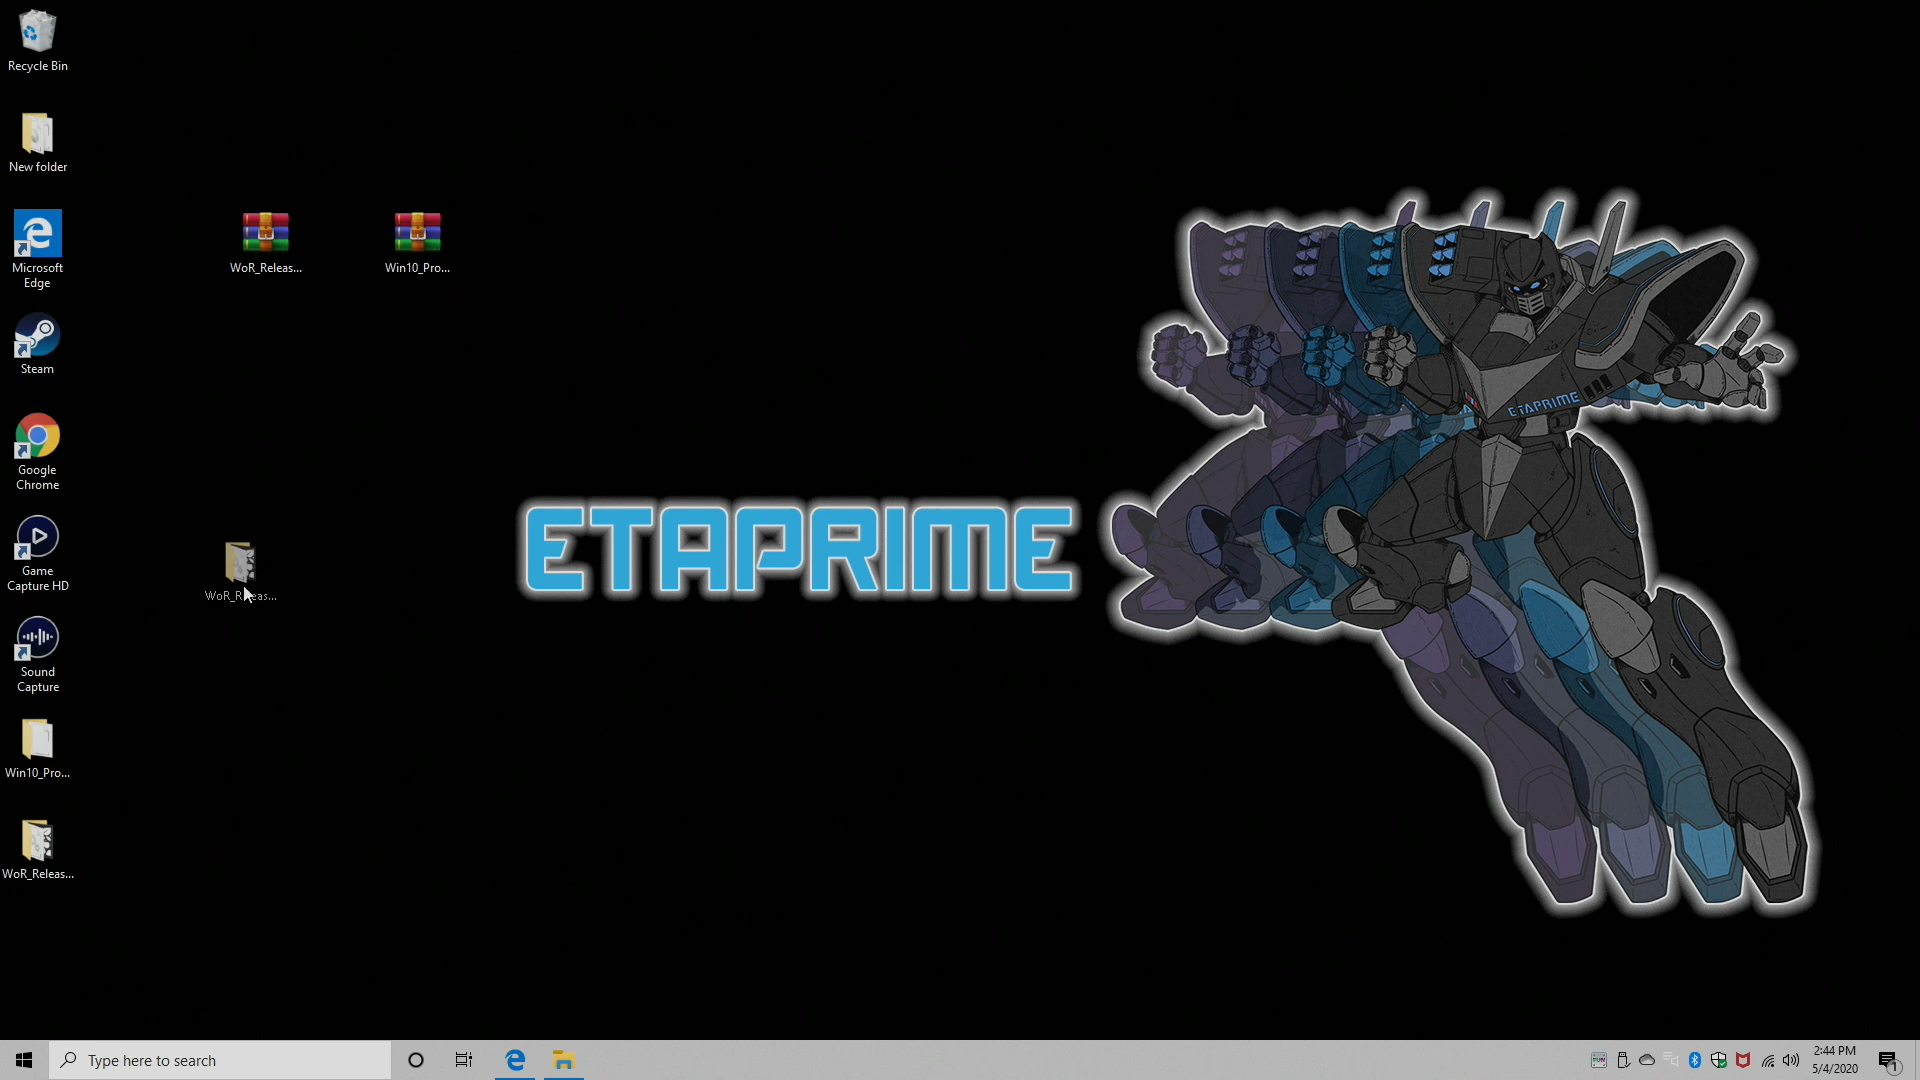 Recycle Bin
New folder
Microsoft
Edge
Steam
Google
Chrome
Game
Capture HD
Sound
Capture
Win10_Pro...
WoR_Releas...
WoR_Releas...
Win10_Pro...
ETAPRIME
ETAPRIME
Type here to search
2:44 PM
5/4/2020
1